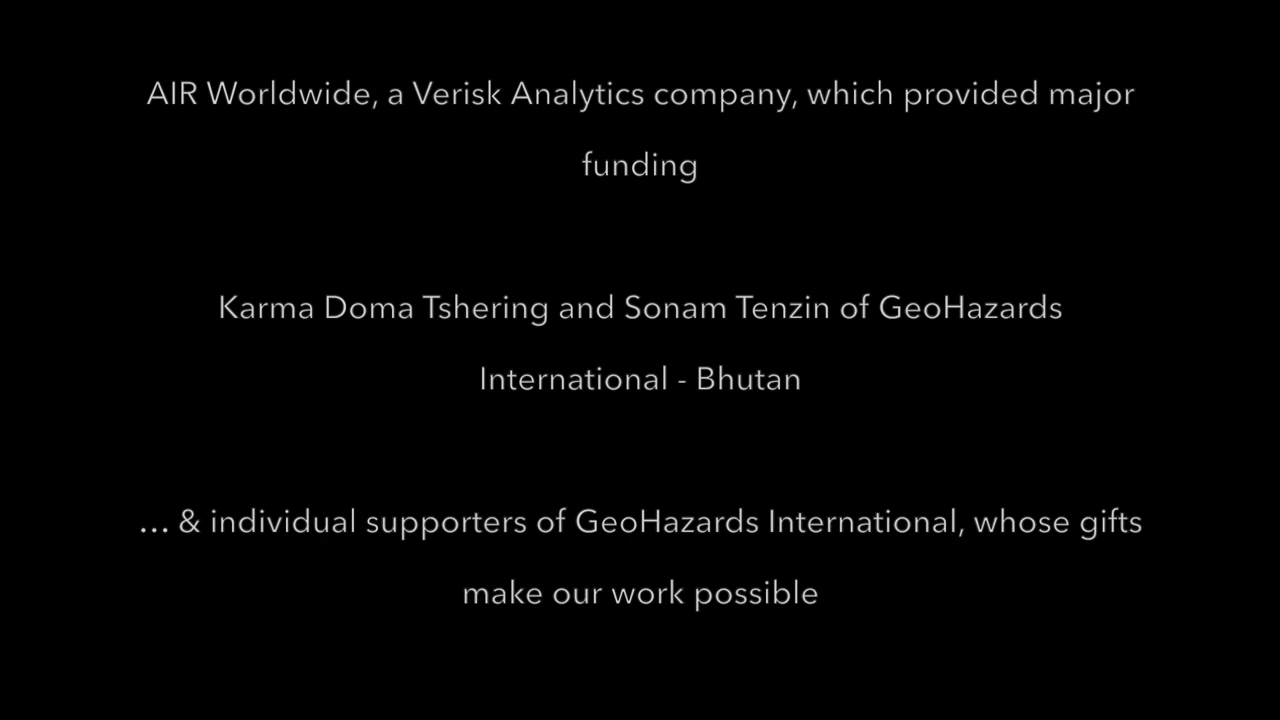 AIR Worldwide, a Verisk Analytics company, which provided major
funding
Karma Doma Tshering and Sonam Tenzin of GeoHazards
International - Bhutan
… & individual supporters of GeoHazards International, whose gifts
make our work possible